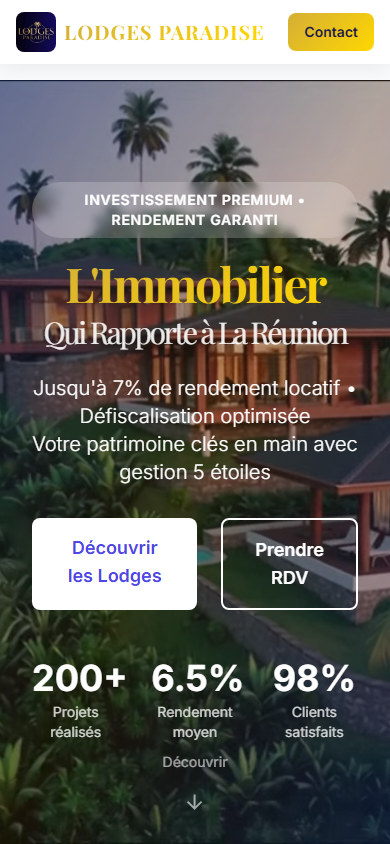 LODGES PARADISE
LODGES
PARADISE
Contact
INVESTISSEMENT PREMIUM •
RENDEMENT GARANTI
L'Immobilier
Qui Rapporte à La Réunion
Jusqu'à 7% de rendement locatif •
Défiscalisation optimisée
Votre patrimoine clés en main avec
gestion 5 étoiles
Découvrir
les Lodges
Prendre
RDV
200+
6.5%
98%
Projets
réalisés
Rendement
moyen
Clients
satisfaits
Découvrir